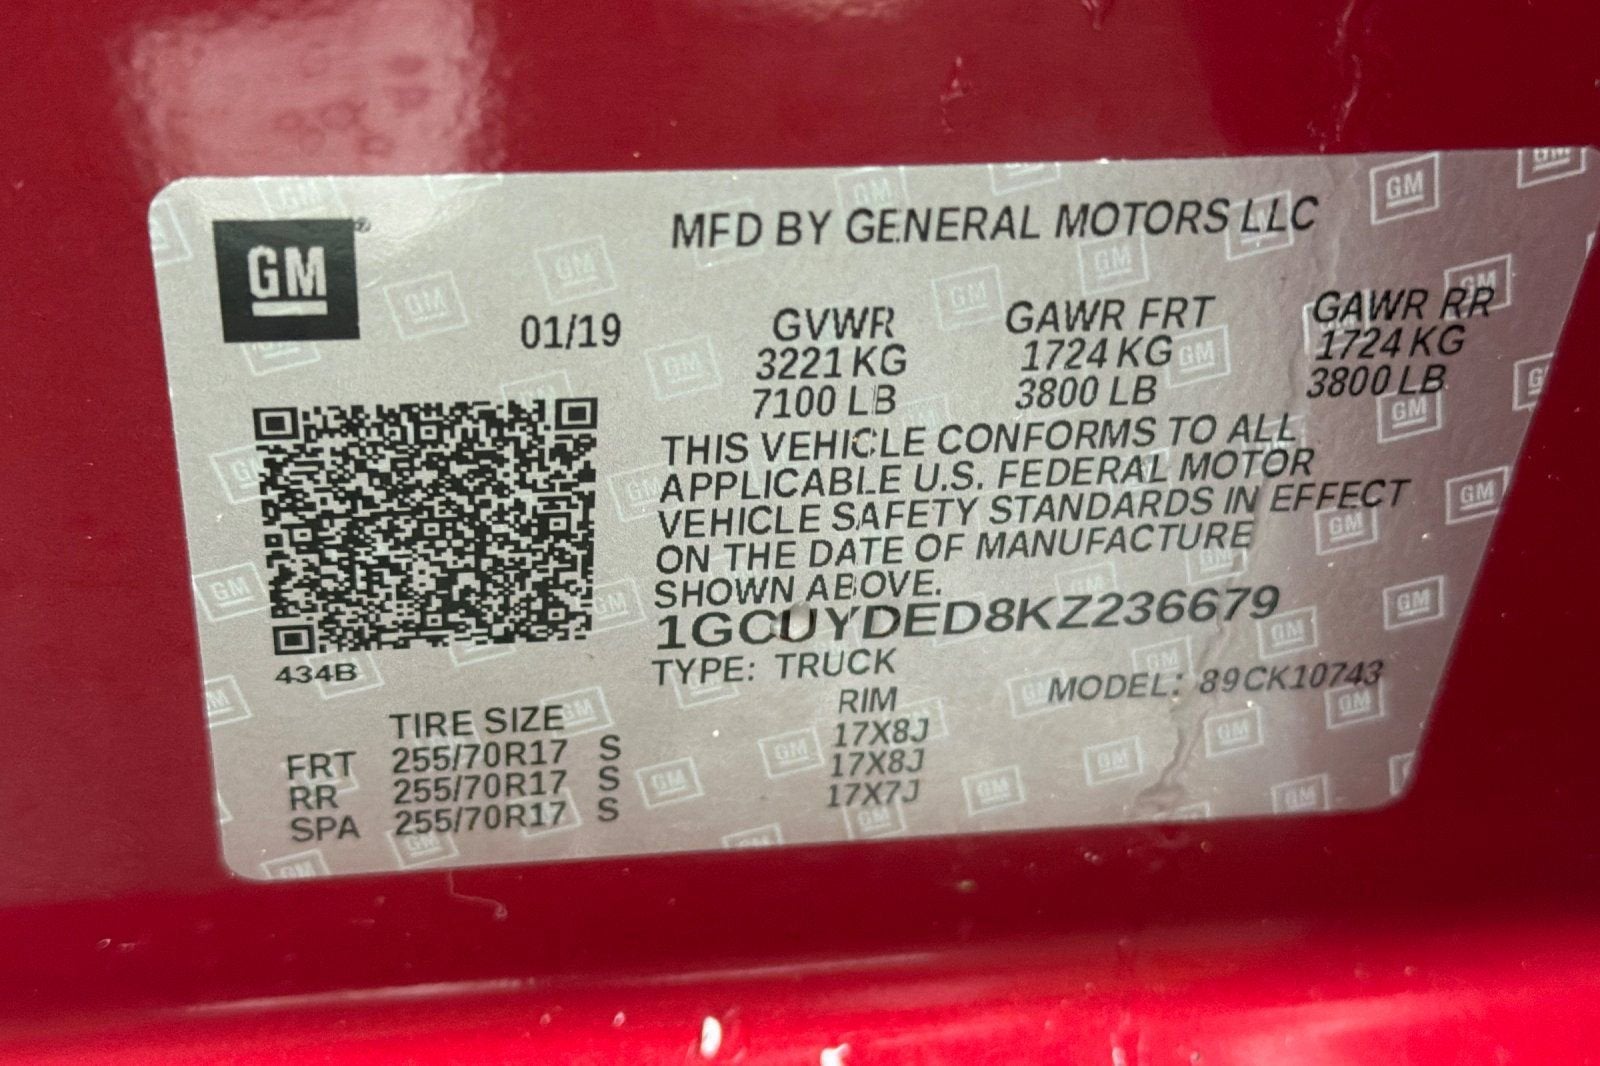 GM
MFD BY GENERAL MOTORS LLC
01/19
GVWR GAWR FRT GAWR RR
3221 KG 1724 KG 1724 KG
7100 LB 3800 LB 3800 LB
THIS VEHICLE CONFORMS TO ALL
APPLICABLE U.S. FEDERAL MOTOR
VEHICLE SAFETY STANDARDS IN EFFECT
ON THE DATE OF MANUFACTURE
SHOWN ABOVE.
1GCUYDED8KZ236679
434B
TYPE: TRUCK MODEL: 89CK10743
TIRE SIZE RIM
FRT 255/70R17 S 17X8J
RR 255/70R17 S 17X8J
SPA 255/70R17 S 17X7J